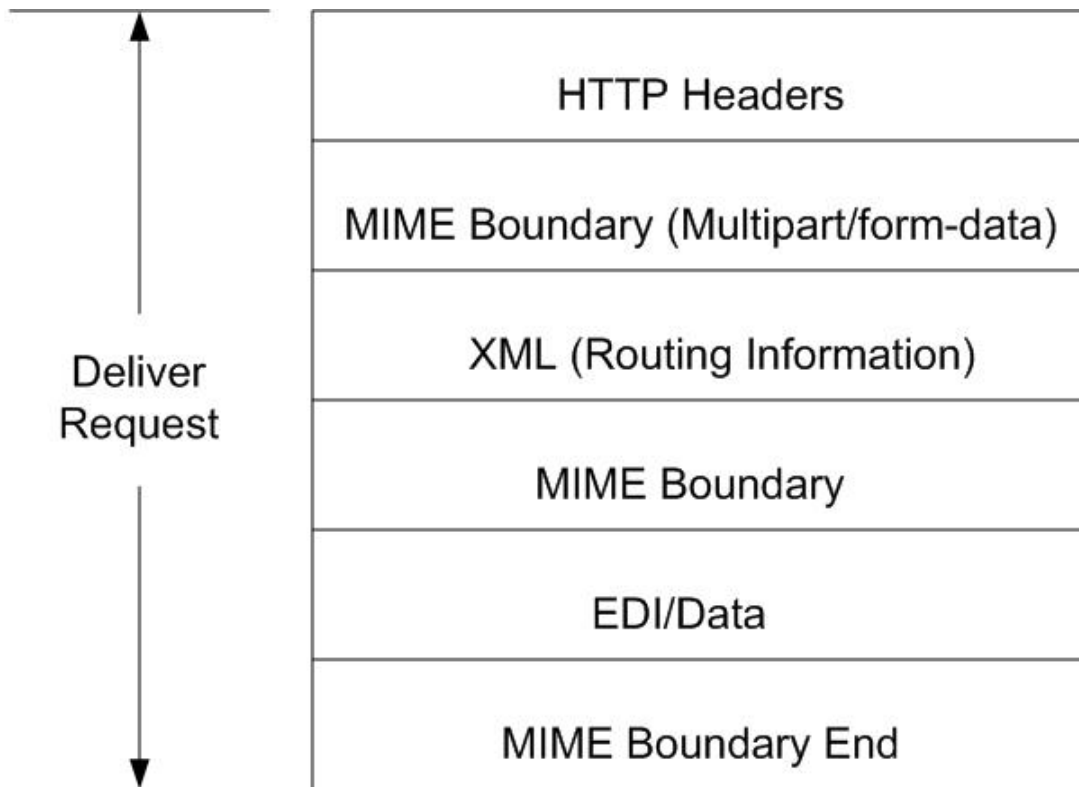 HTTP Headers
MIME Boundary (Multipart/form-data)
XML (Routing Information)
Deliver
Request
MIME Boundary
EDI/Data
MIME Boundary End